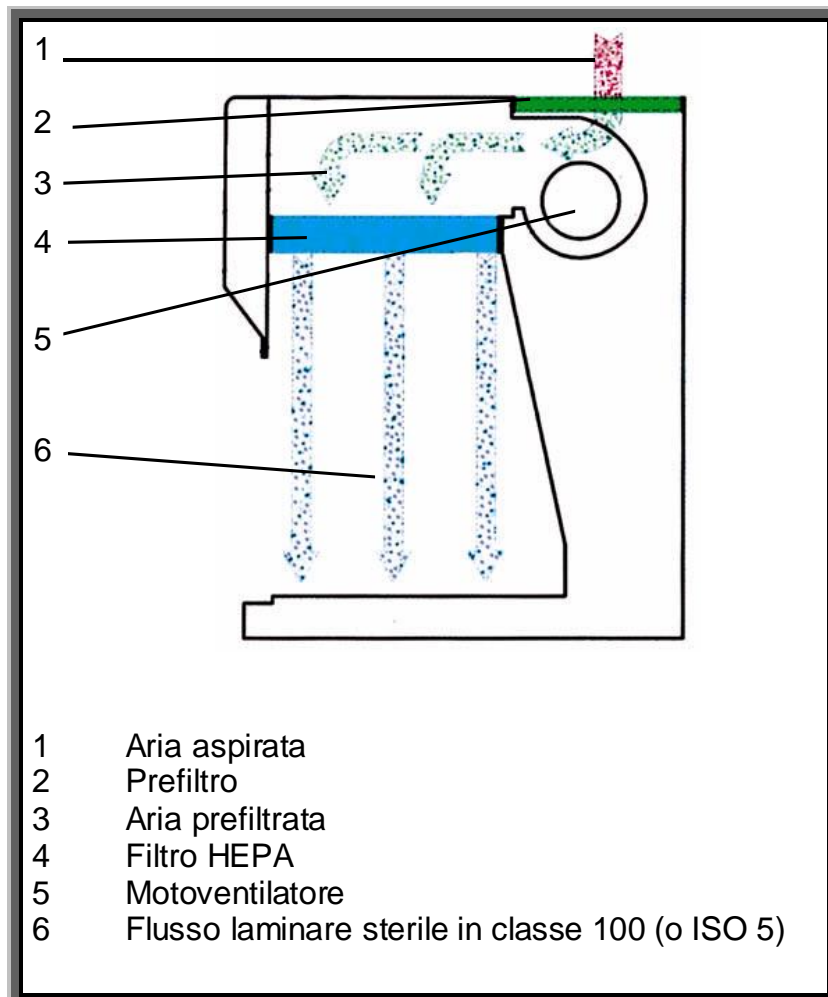 1
2
3
4
5
6
1 Aria aspirata
2 Prefiltro
3 Aria prefiltrata
4 Filtro HEPA
5 Motoventilatore
6 Flusso laminare sterile in classe 100 (o ISO 5)